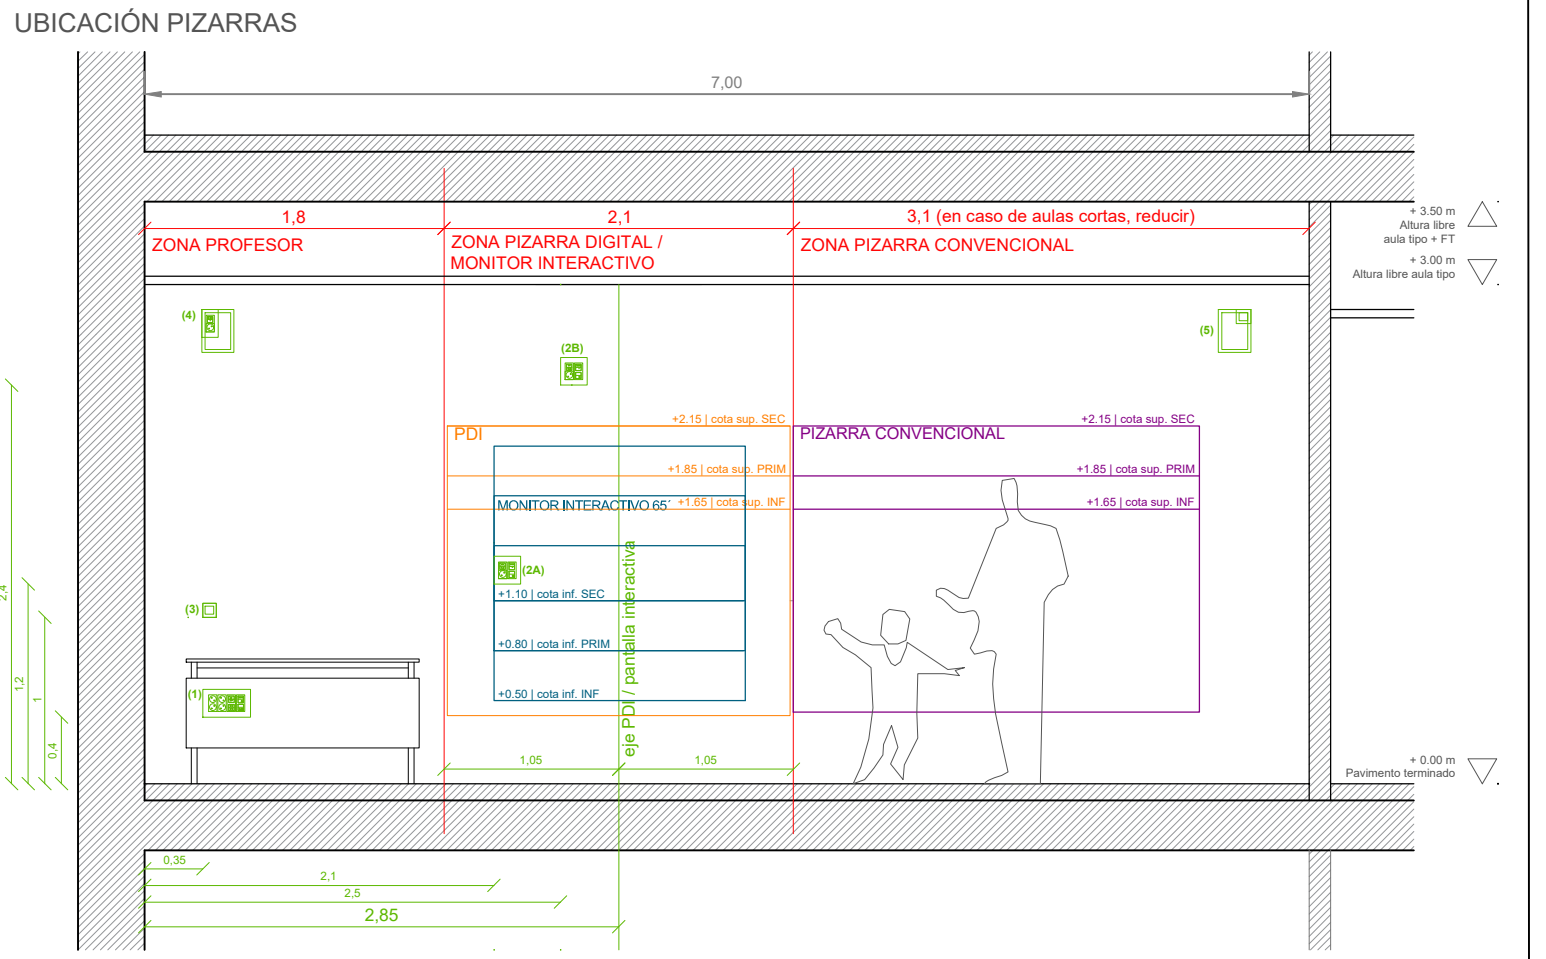 UBICACIÓN PIZARRAS
7,00
1,8
2,1
3,1 (en caso de aulas cortas, reducir)
ZONA PROFESOR
ZONA PIZARRA DIGITAL /
MONITOR INTERACTIVO
ZONA PIZARRA CONVENCIONAL
+ 3.50 m
Altura libre
aula tipo + FT
+ 3.00 m
Altura libre aula tipo
(4)
(5)
(2B)
+2.15 | cota sup. SEC
+2.15 | cota sup. SEC
PDI
PIZARRA CONVENCIONAL
+1.85 | cota sup. PRIM
+1.85 | cota sup. PRIM
MONITOR INTERACTIVO 65´
+1.65 | cota sup. INF
+1.65 | cota sup. INF
(2A)
+1.10 | cota inf. SEC
(3)
+0.80 | cota inf. PRIM
(1)
+0.50 | cota inf. INF
eje PDI / pantalla interactiva
2,4
1,2
1
0,4
1,05
1,05
+ 0.00 m
Pavimento terminado
0,35
2,1
2,5
2,85